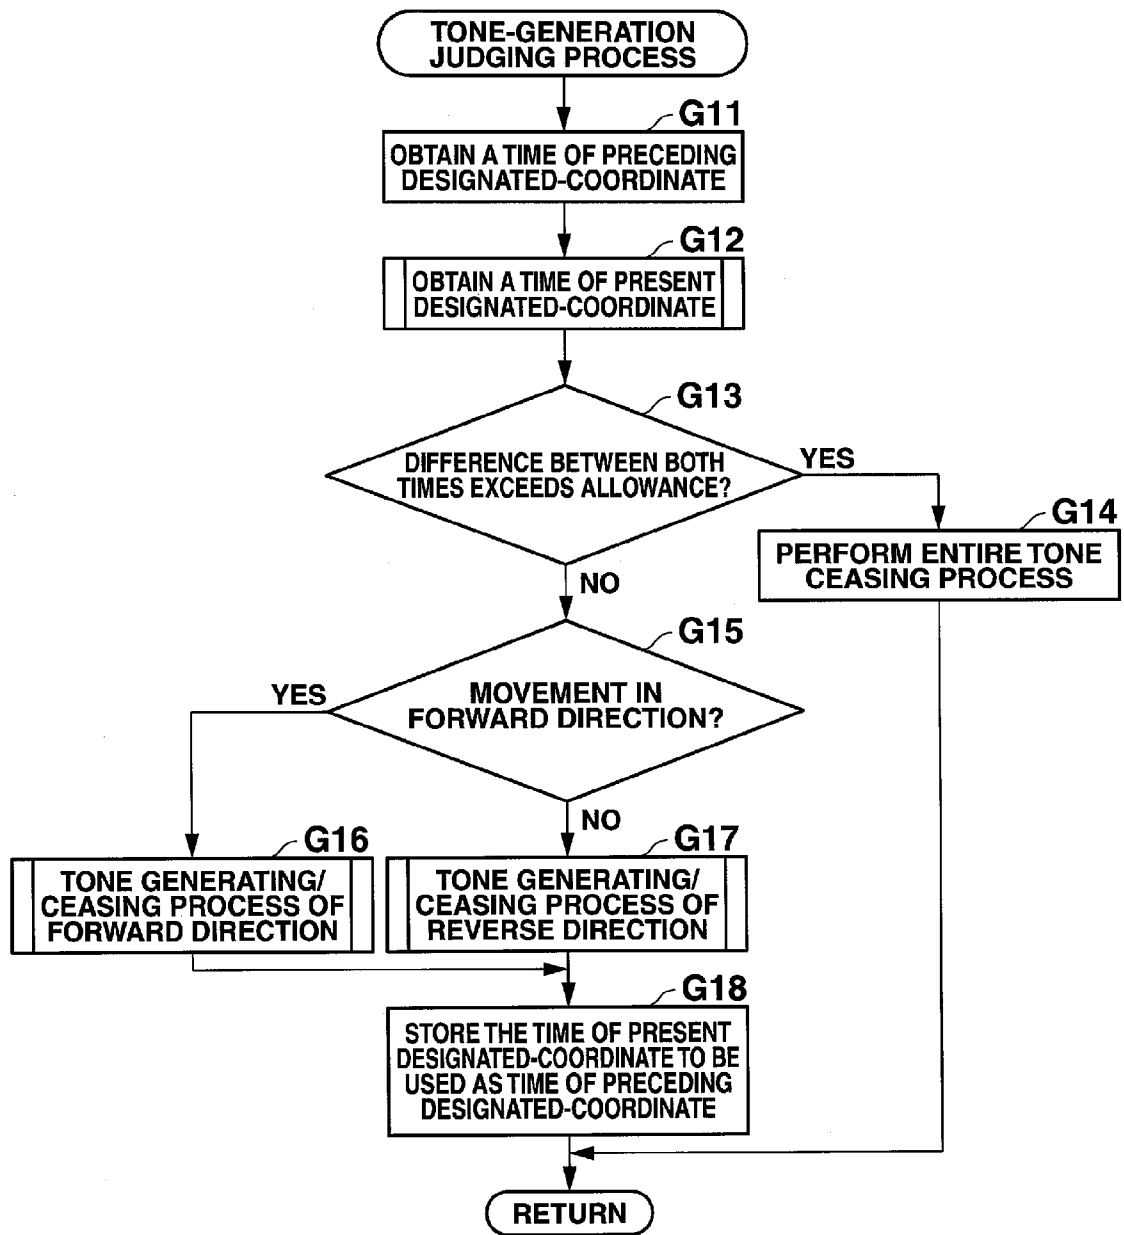 TONE-GENERATION
JUDGING PROCESS
G11
OBTAIN A TIME OF PRECEDING
DESIGNATED-COORDINATE
G12
OBTAIN A TIME OF PRESENT
DESIGNATED-COORDINATE
G13
DIFFERENCE BETWEEN BOTH
TIMES EXCEEDS ALLOWANCE?
YES
G14
PERFORM ENTIRE TONE
CEASING PROCESS
NO
G15
MOVEMENT IN
FORWARD DIRECTION?
YES
NO
G16
TONE GENERATING/
CEASING PROCESS OF
FORWARD DIRECTION
G17
TONE GENERATING/
CEASING PROCESS OF
REVERSE DIRECTION
G18
STORE THE TIME OF PRESENT
DESIGNATED-COORDINATE TO BE
USED AS TIME OF PRECEDING
DESIGNATED-COORDINATE
RETURN